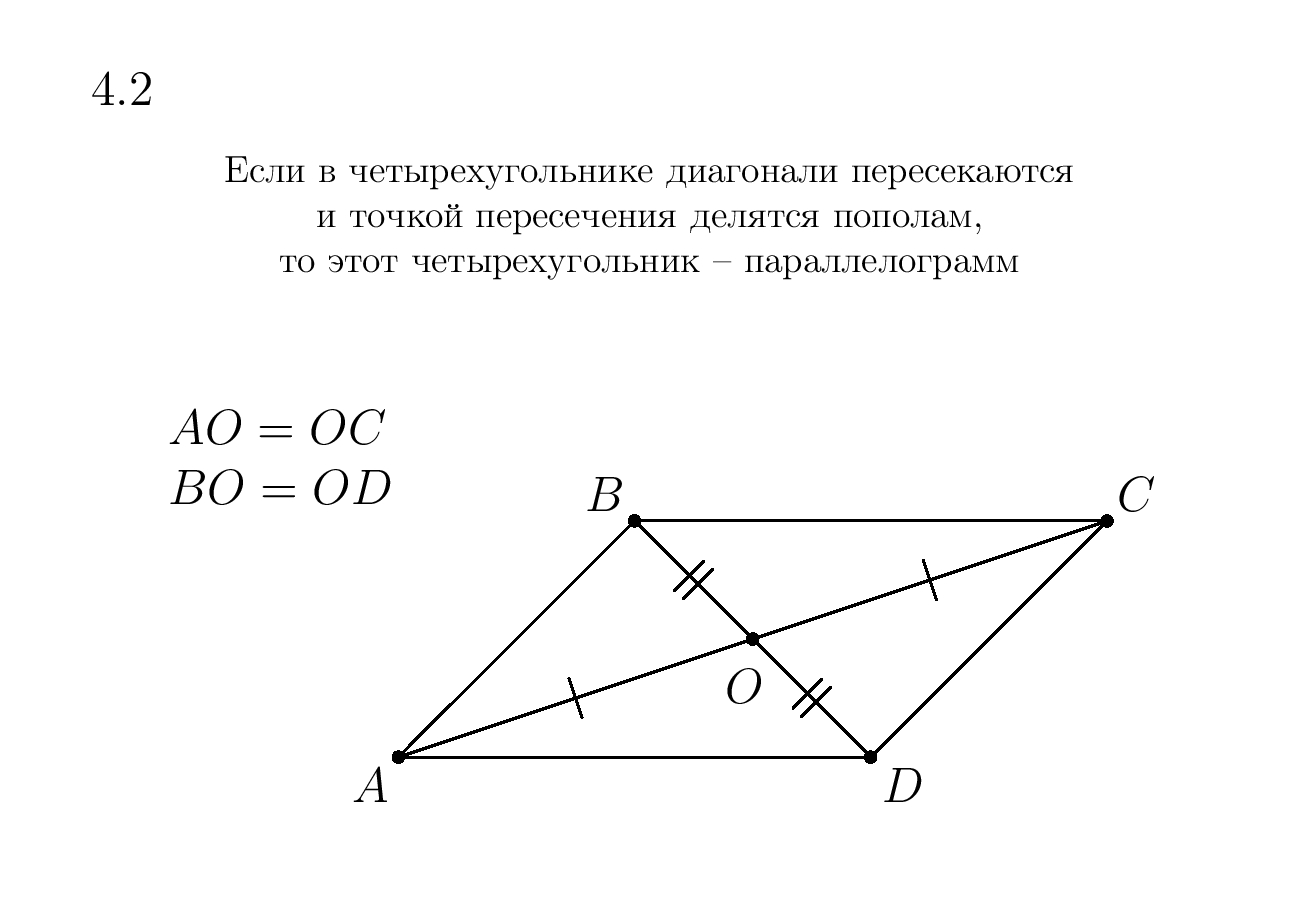 4.2
Если в четырехугольнике диагонали пересекаются
и точкой пересечения делятся пополам,
то этот четырехугольник – параллелограмм
AO = OC
BO = OD
B
C
O
A
D